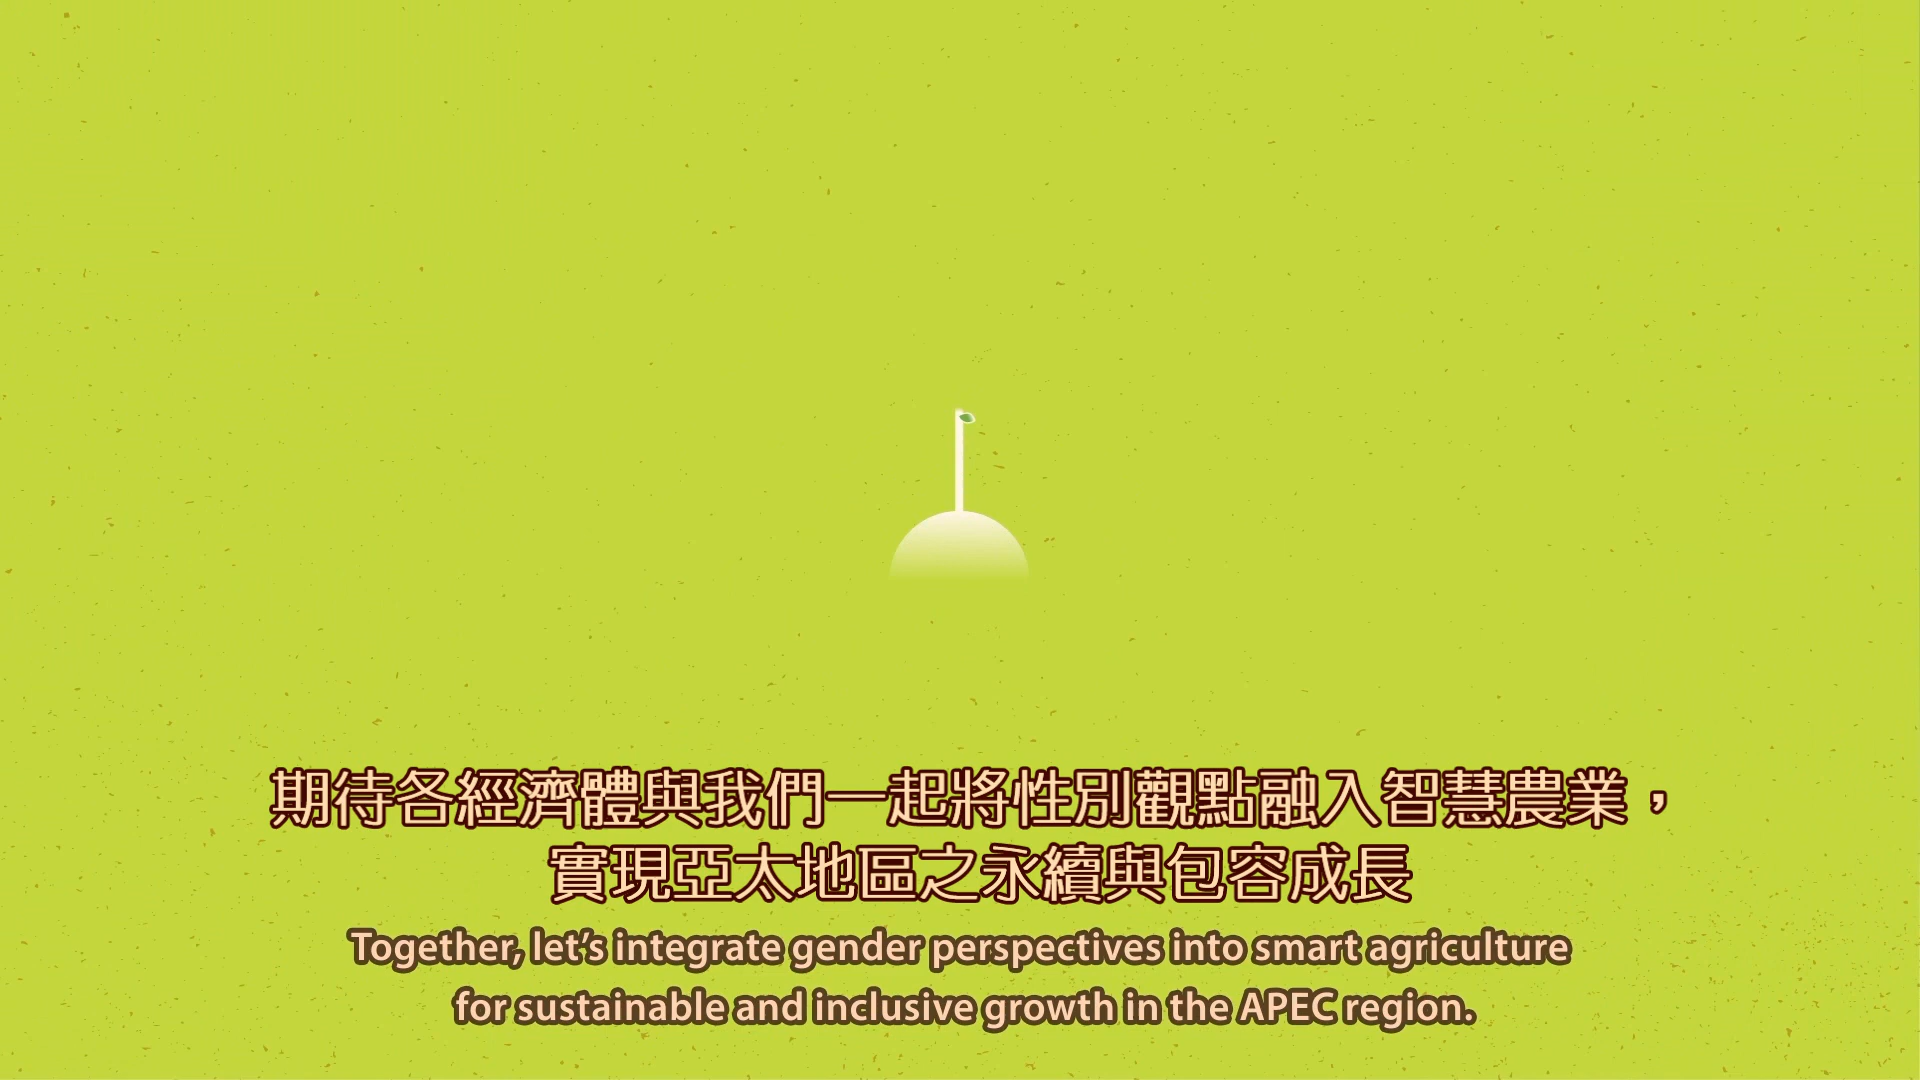 期待各經濟體與我們一起將性別觀點融入智慧農業，
實現亞太地區之永續與包容成長
Together, let’s integrate gender perspectives into smart agriculture
for sustainable and inclusive growth in the APEC region.